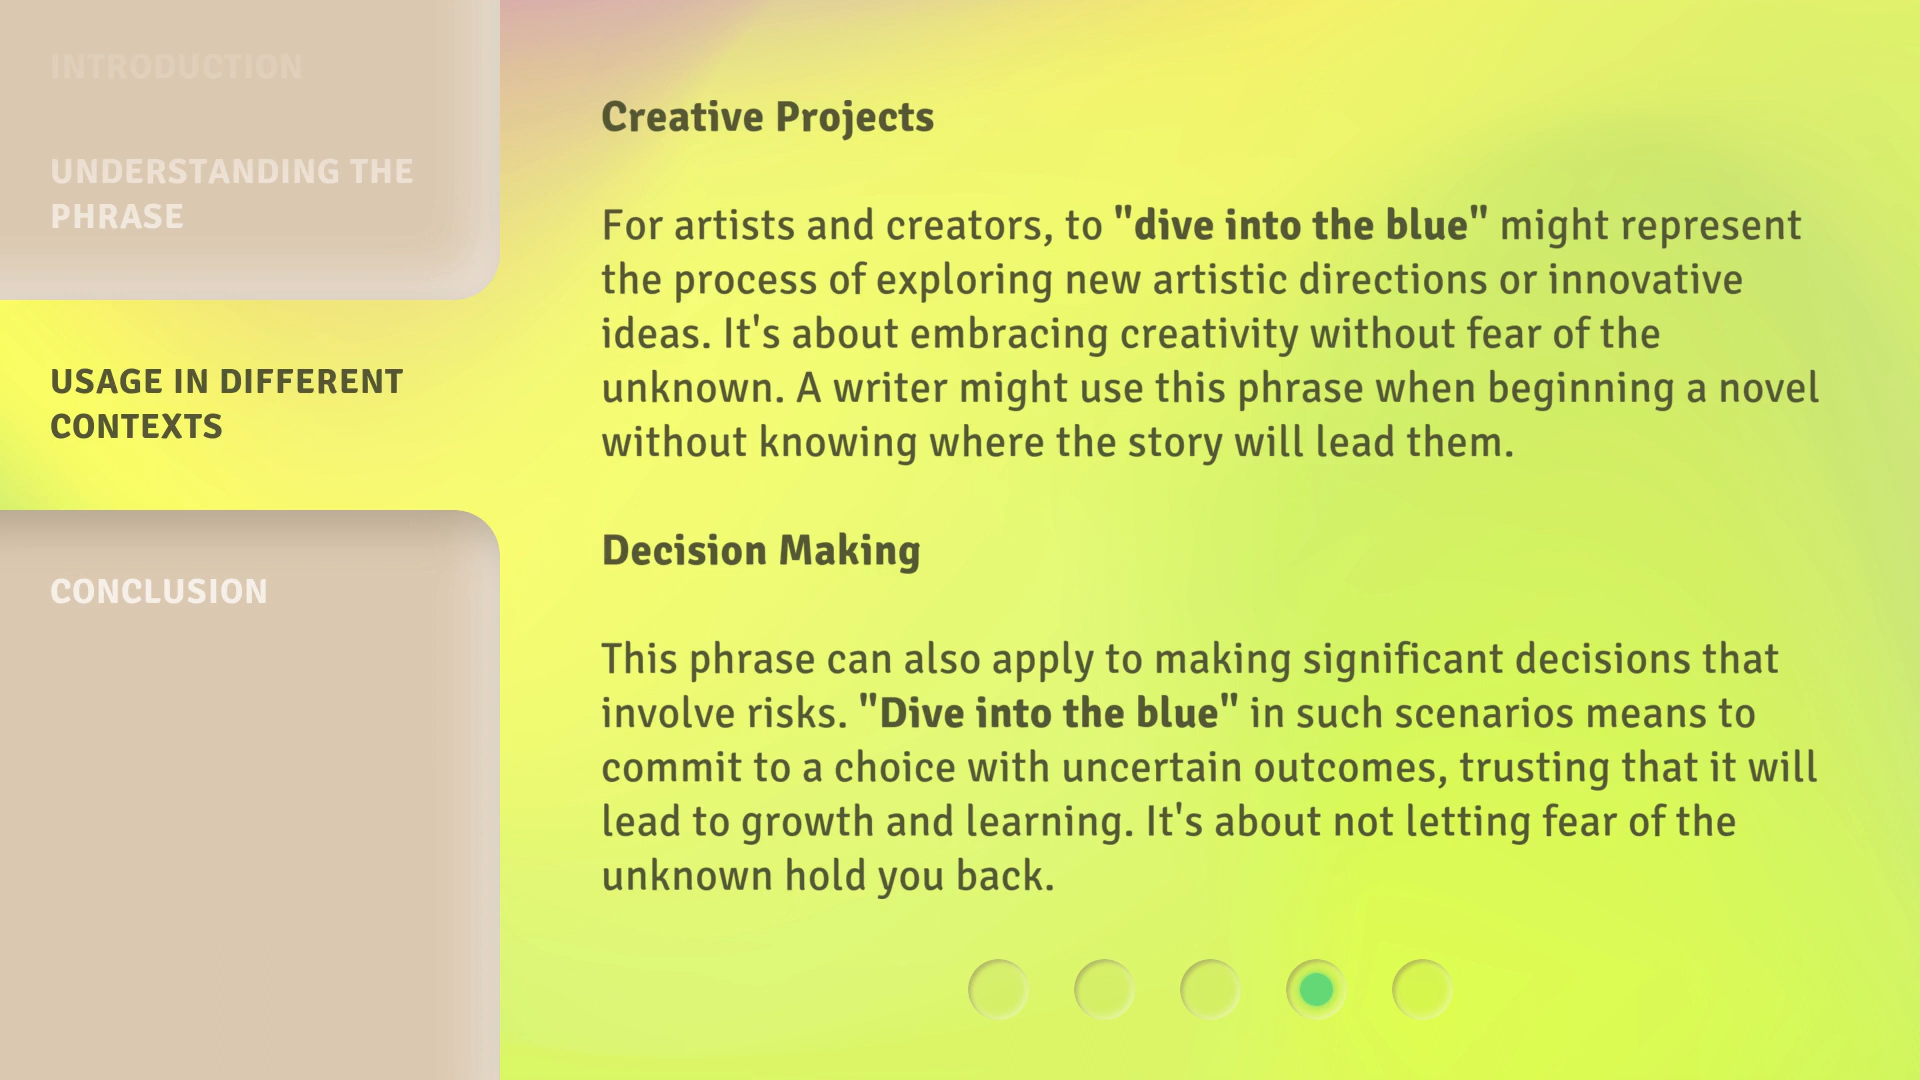 INTRODUCTION
UNDERSTANDING THE
PHRASE
USAGE IN DIFFERENT
CONTEXTS
CONCLUSION
Creative Projects
For artists and creators, to "dive into the blue" might represent
the process of exploring new artistic directions or innovative
ideas. It's about embracing creativity without fear of the
unknown. A writer might use this phrase when beginning a novel
without knowing where the story will lead them.
Decision Making
This phrase can also apply to making significant decisions that
involve risks. "Dive into the blue" in such scenarios means to
commit to a choice with uncertain outcomes, trusting that it will
lead to growth and learning. It's about not letting fear of the
unknown hold you back.